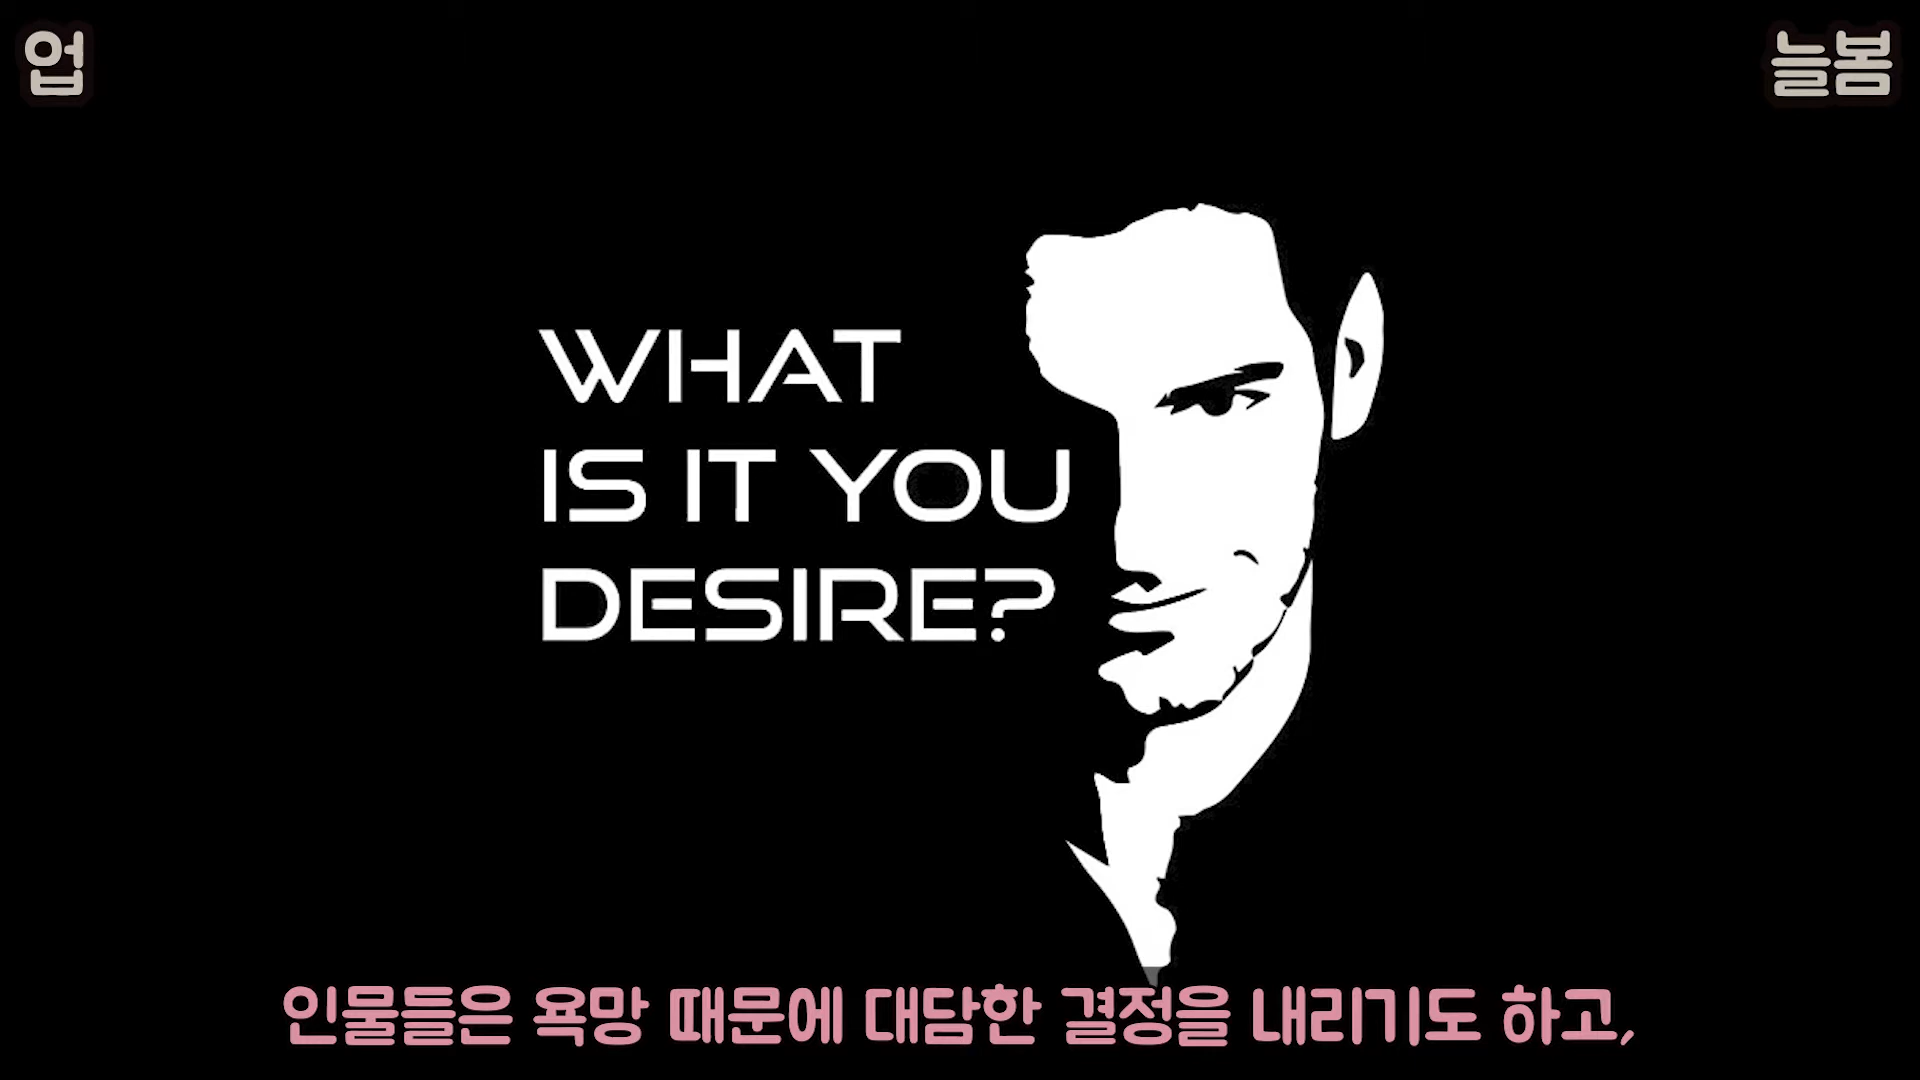 업
늘봄
WHAT
IS IT YOU
DESIRE?
인물들은 욕망 때문에 대담한 결정을 내리기도 하고,